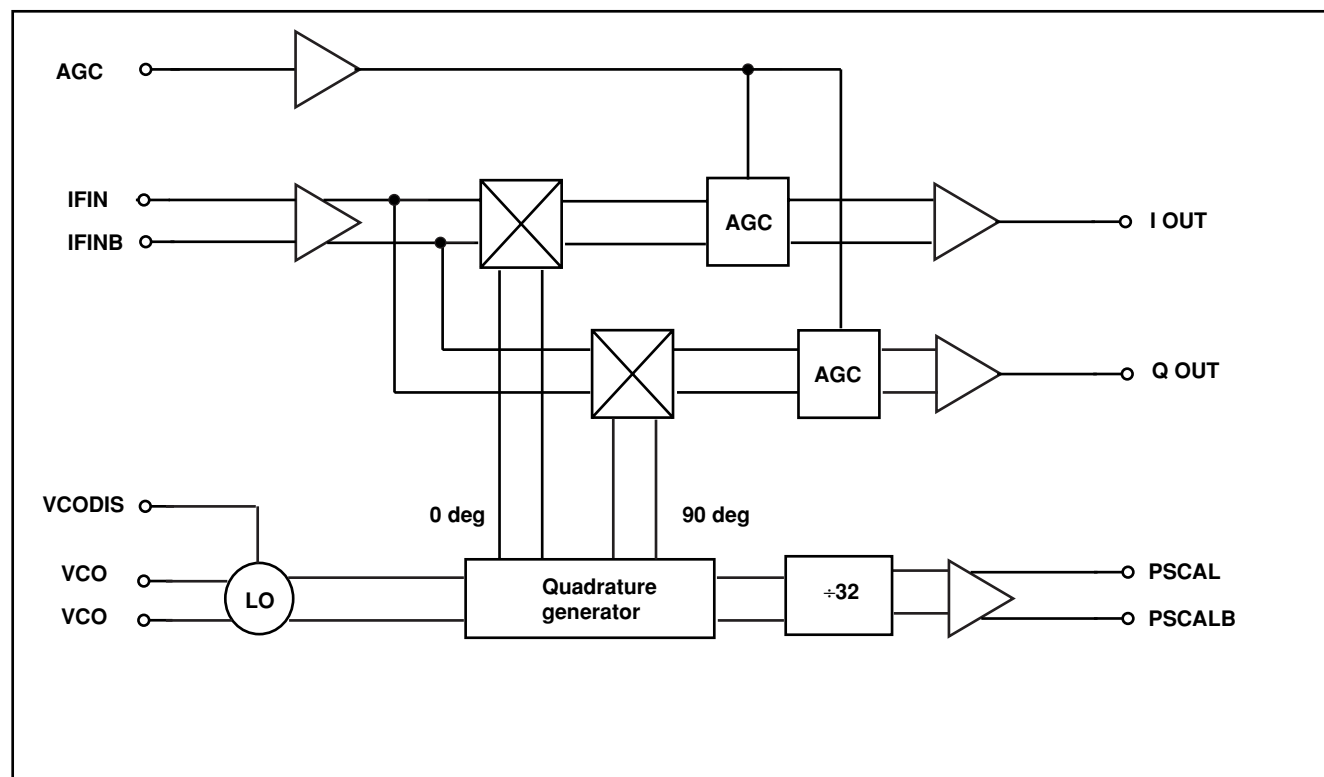 AGC
IFIN
IFINB
AGC
I OUT
AGC
Q OUT
VCODIS
0 deg
90 deg
VCO
VCO
LO
Quadrature
generator
÷32
PSCAL
PSCALB